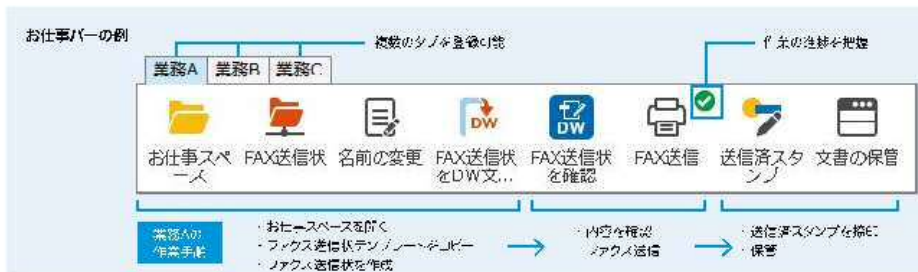 お仕事バーの例
複数のタブを登録可能
作業の進捗を把握
業務A 業務B 業務C
お仕事スペース
FAX送信状
名前の変更
DW
FAX送信状をDW文...
DW
FAX送信状を確認
FAX送信
送信済スタンプ
文書の保管
業務Aの
作業手順
・お仕事スペースを開く
・ファクス送信状テンプレートをコピー
・ファクス送信状を作成
・内容を確認
・ファクス送信
・送信済スタンプを捺印
・保管